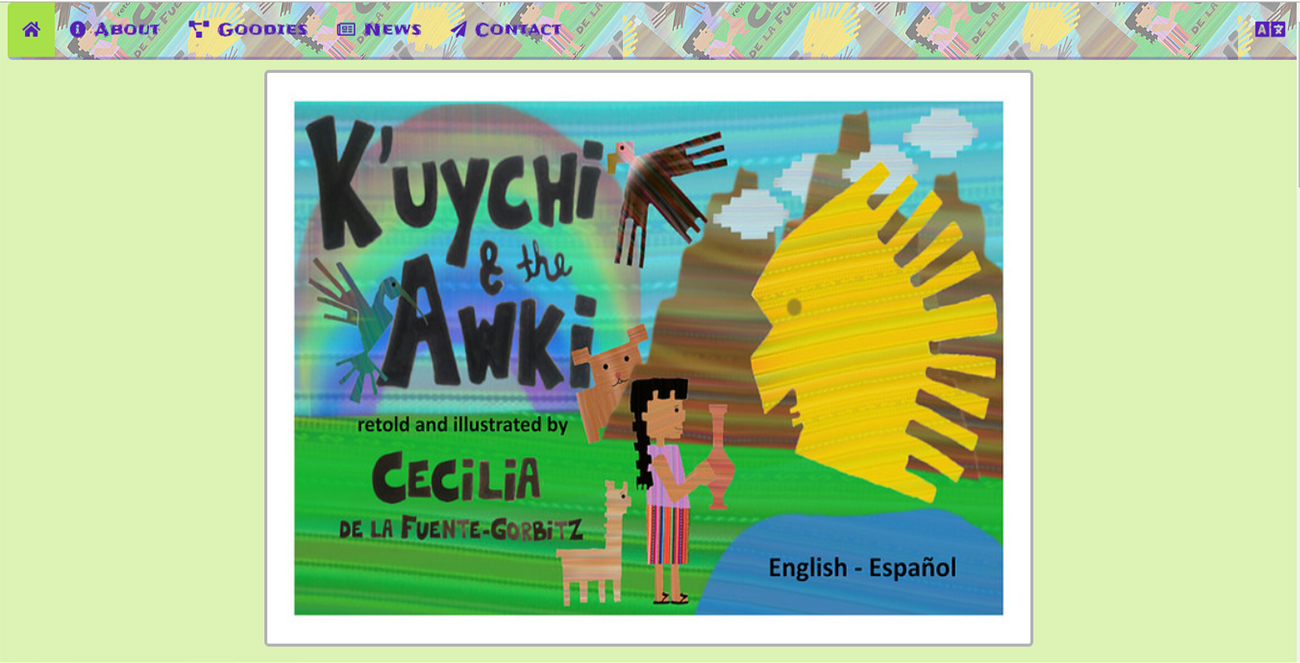 About Goodies News Contact
K'uychi
& the
Awki
retold and illustrated by
Cecilia
de la Fuente-Gorbitz
English - Español